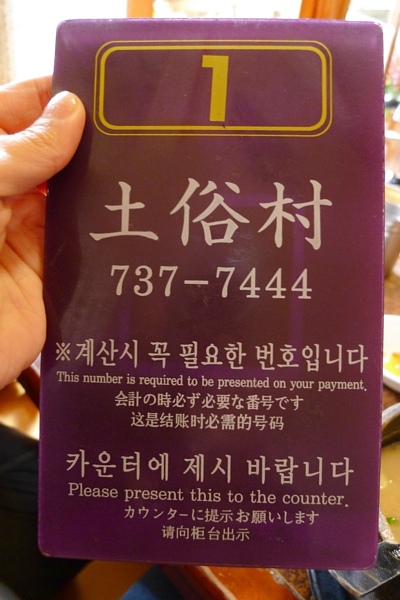 1
土俗村
737-7444
※계산시 꼭 필요한 번호입니다
This number is required to be presented on your payment.
会計の時必ず必要な番号です
这是结账时必需的号码
카운터에 제시 바랍니다
Please present this to the counter.
カウンターに提示お願いします
请向柜台出示